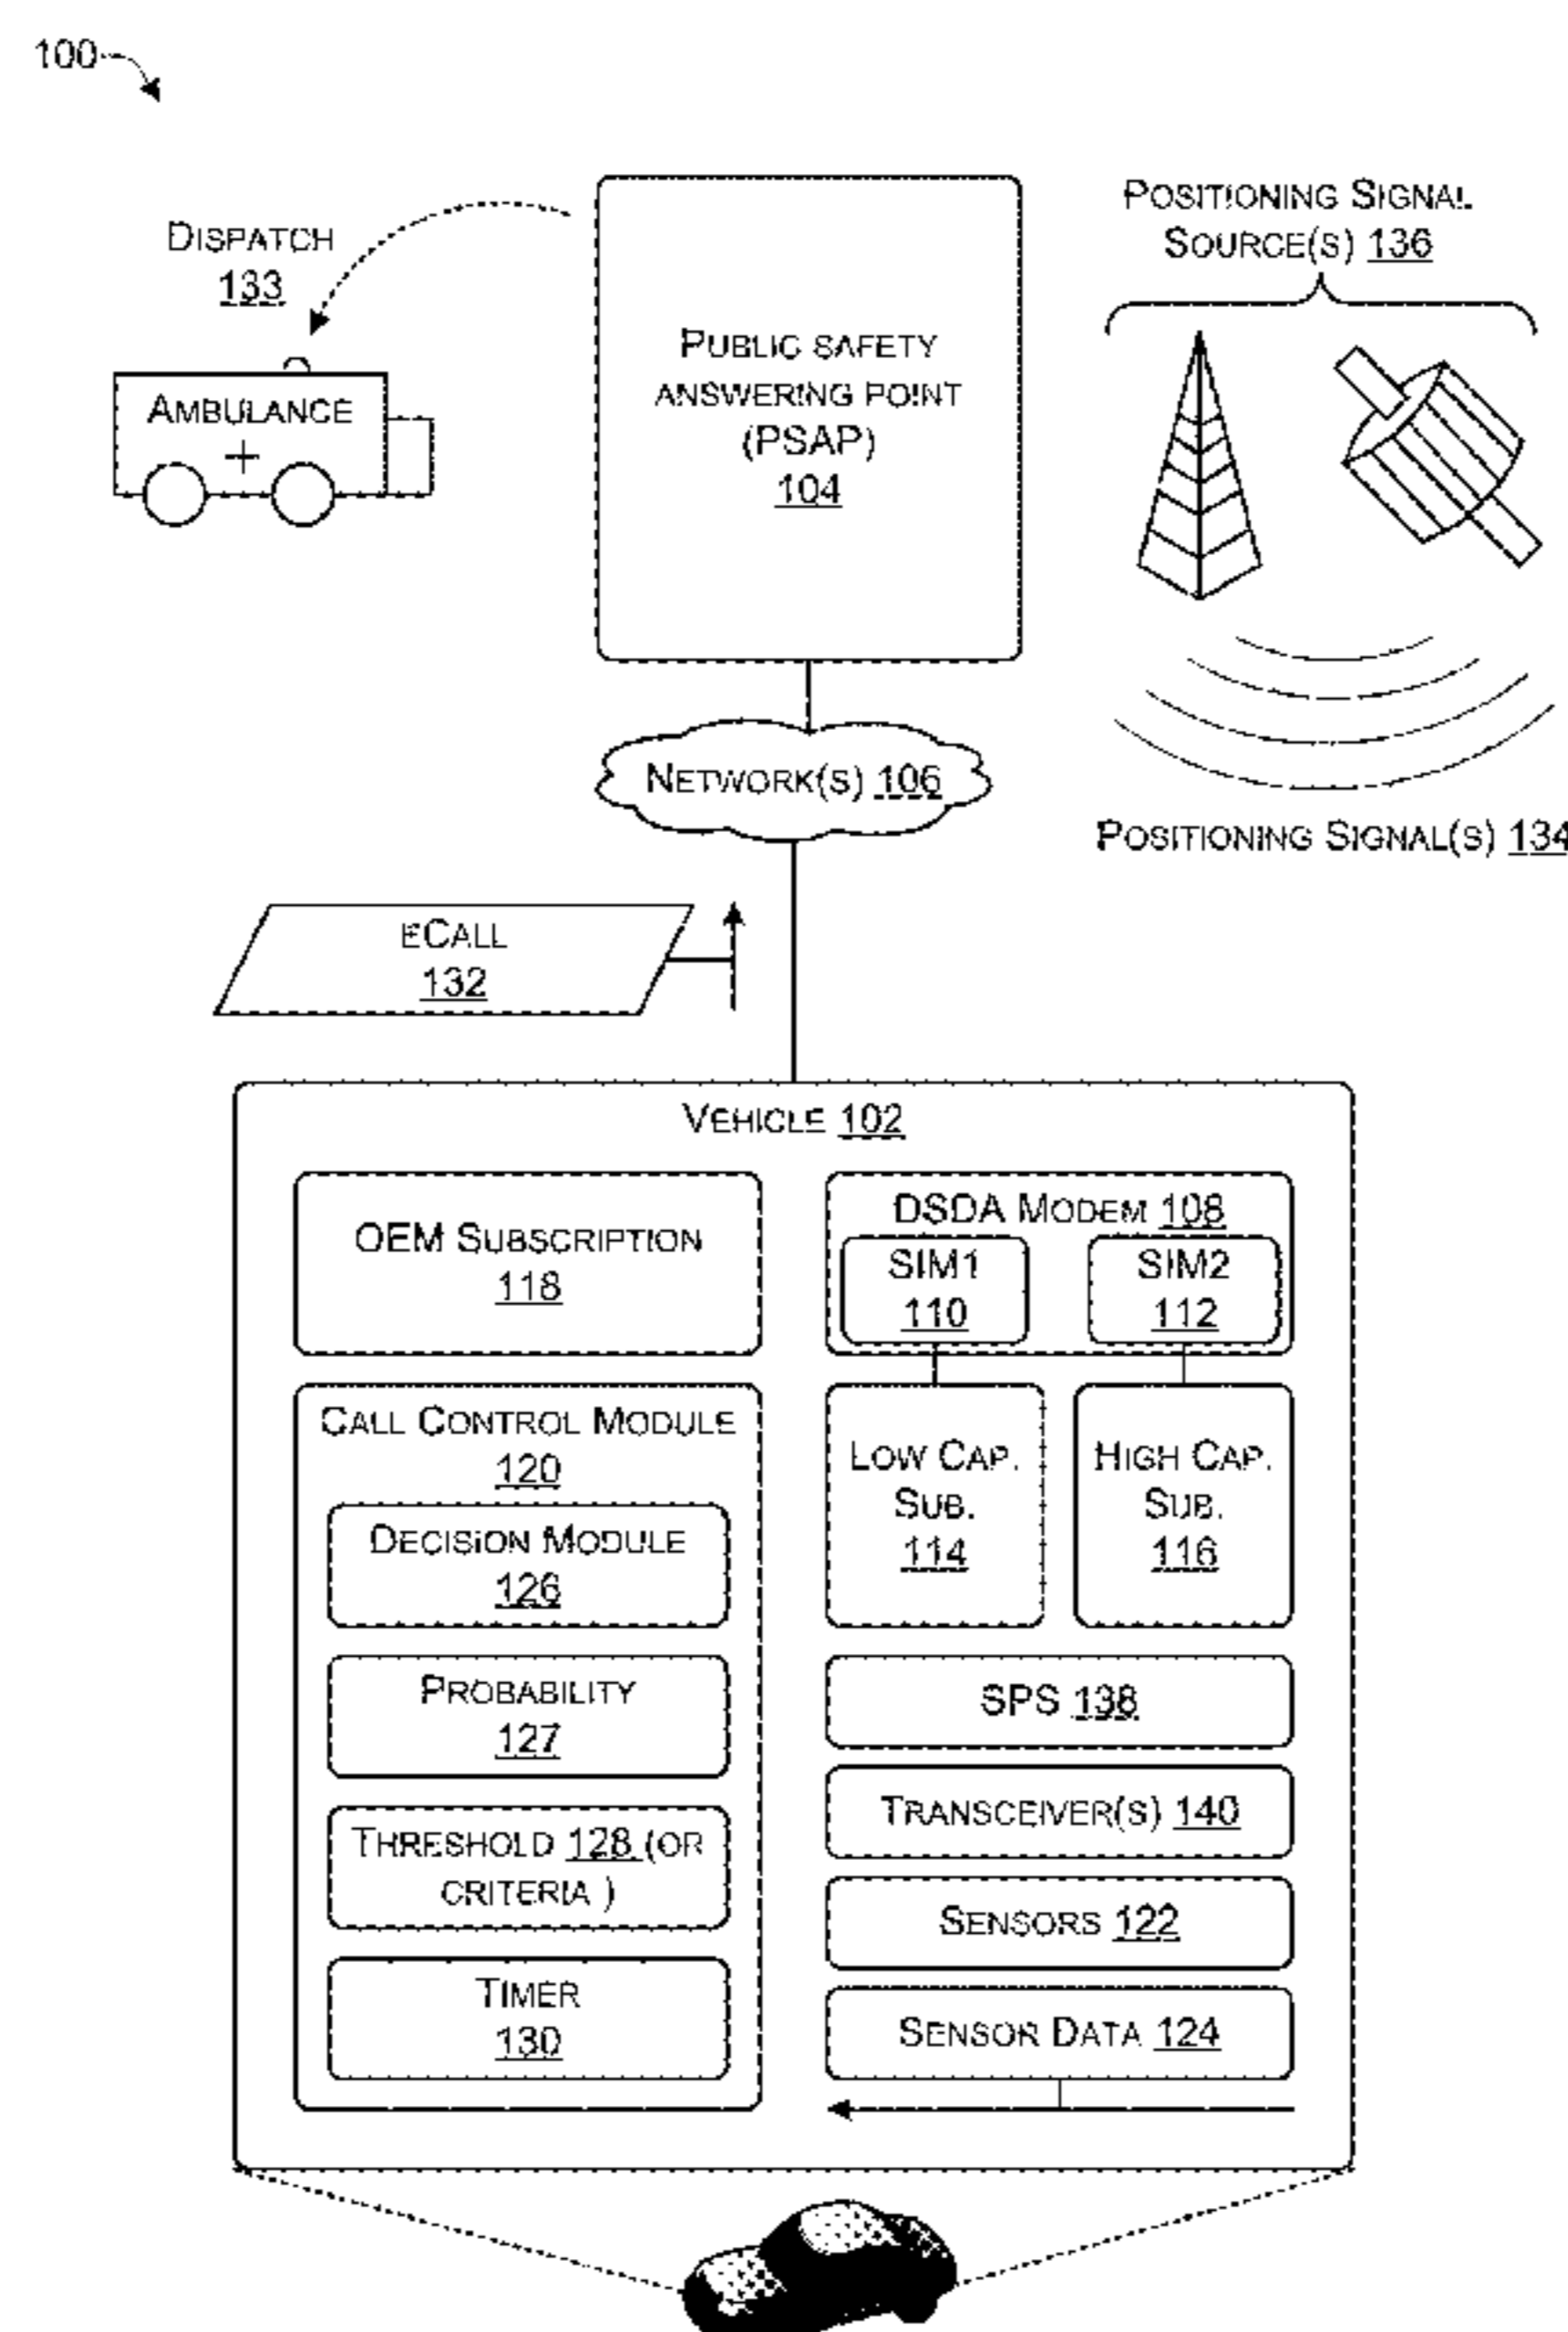 100
DISPATCH
133
AMBULANCE
+
PUBLIC SAFETY
ANSWERING POINT
(PSAP)
104
POSITIONING SIGNAL
SOURCE(S) 136
NETWORK(S) 106
POSITIONING SIGNAL(S) 134
ECALL
132
VEHICLE 102
OEM SUBSCRIPTION
118
DSDA MODEM 108
SIM1
110
SIM2
112
CALL CONTROL MODULE
120
LOW CAP.
SUB.
114
HIGH CAP.
SUB.
116
DECISION MODULE
126
PROBABILITY
127
THRESHOLD 128 (OR
CRITERIA )
TIMER
130
SPS 138
TRANSCEIVER(S) 140
SENSORS 122
SENSOR DATA 124